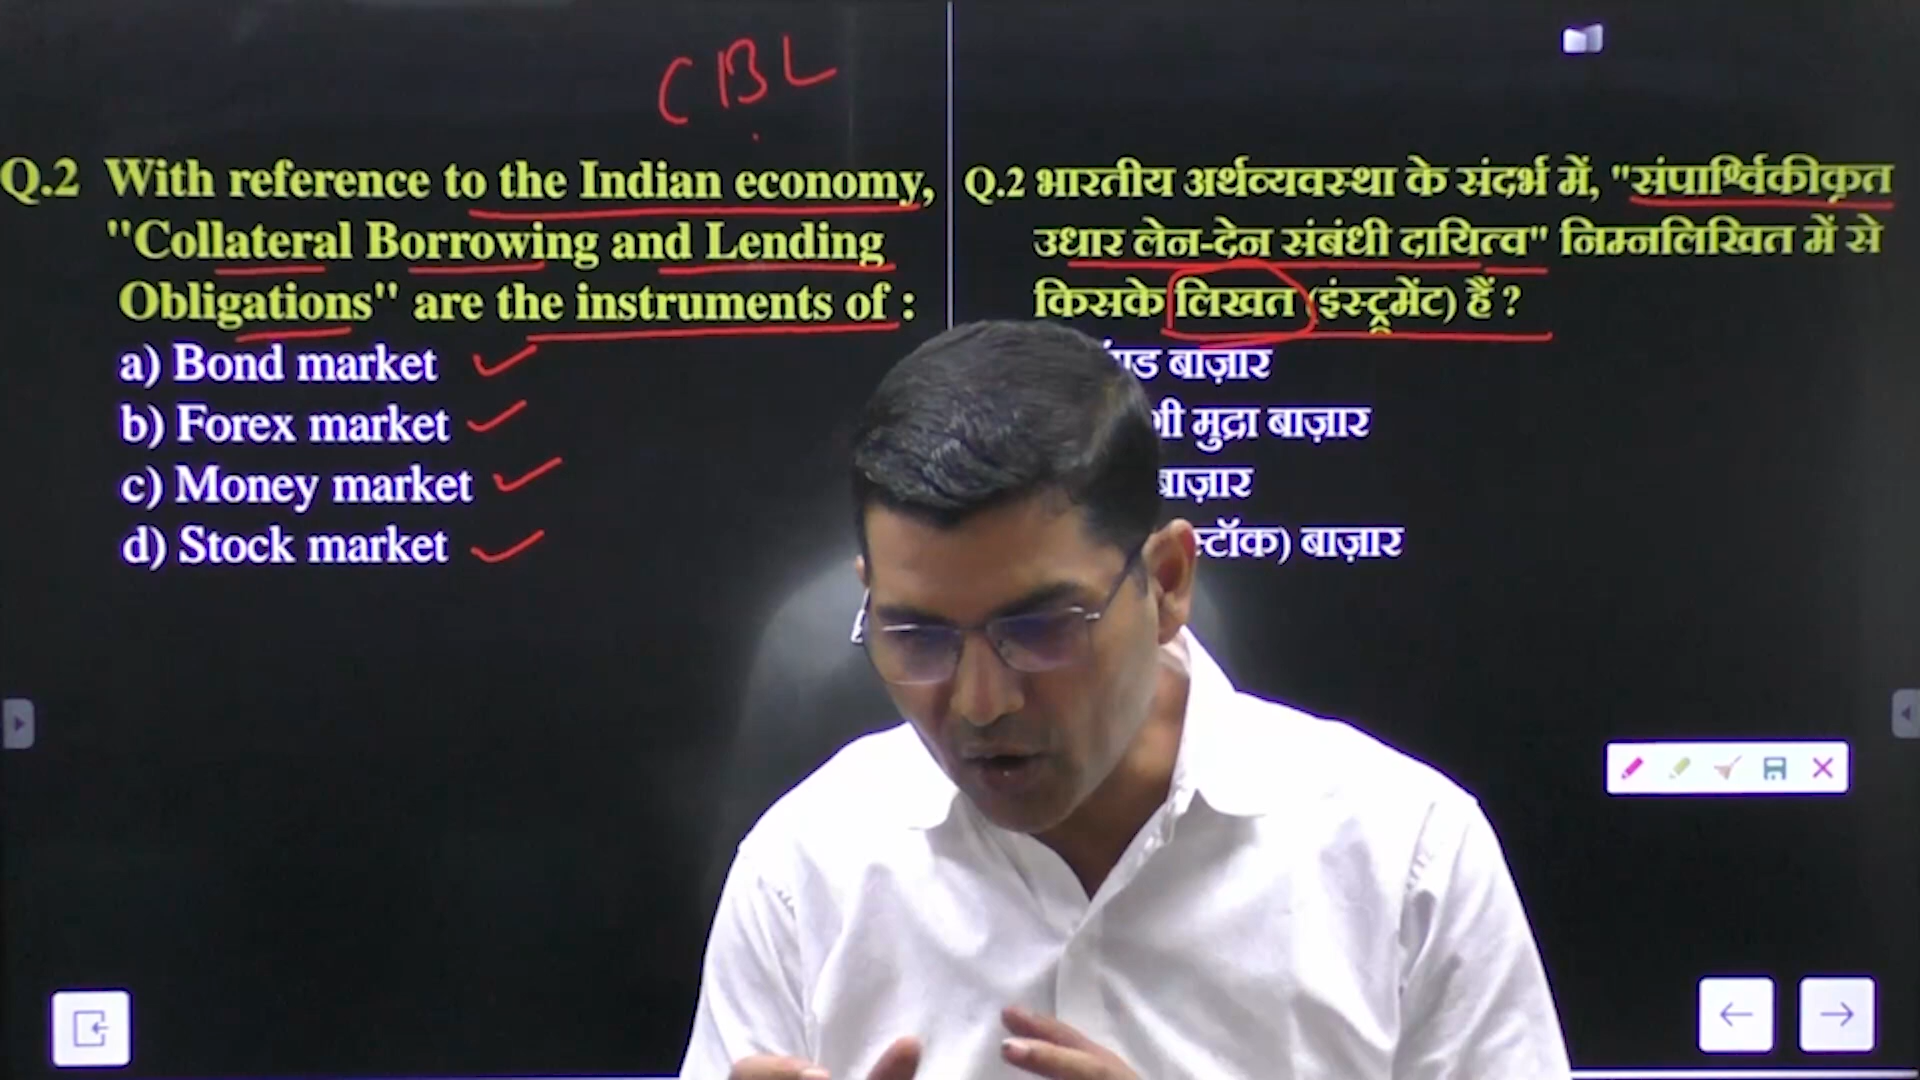 CBL
Q.2 With reference to the Indian economy,
"Collateral Borrowing and Lending
Obligations" are the instruments of :
a) Bond market
b) Forex market
c) Money market
d) Stock market
Q.2 भारतीय अर्थव्यवस्था के संदर्भ में, "संपार्श्विकीकृत
उधार लेन-देन संबंधी दायित्व" निम्नलिखित में से
किसके लिखत (इंस्ट्रूमेंट) हैं ?
बाज़ार
मुद्रा बाज़ार
बाज़ार
स्टॉक) बाज़ार